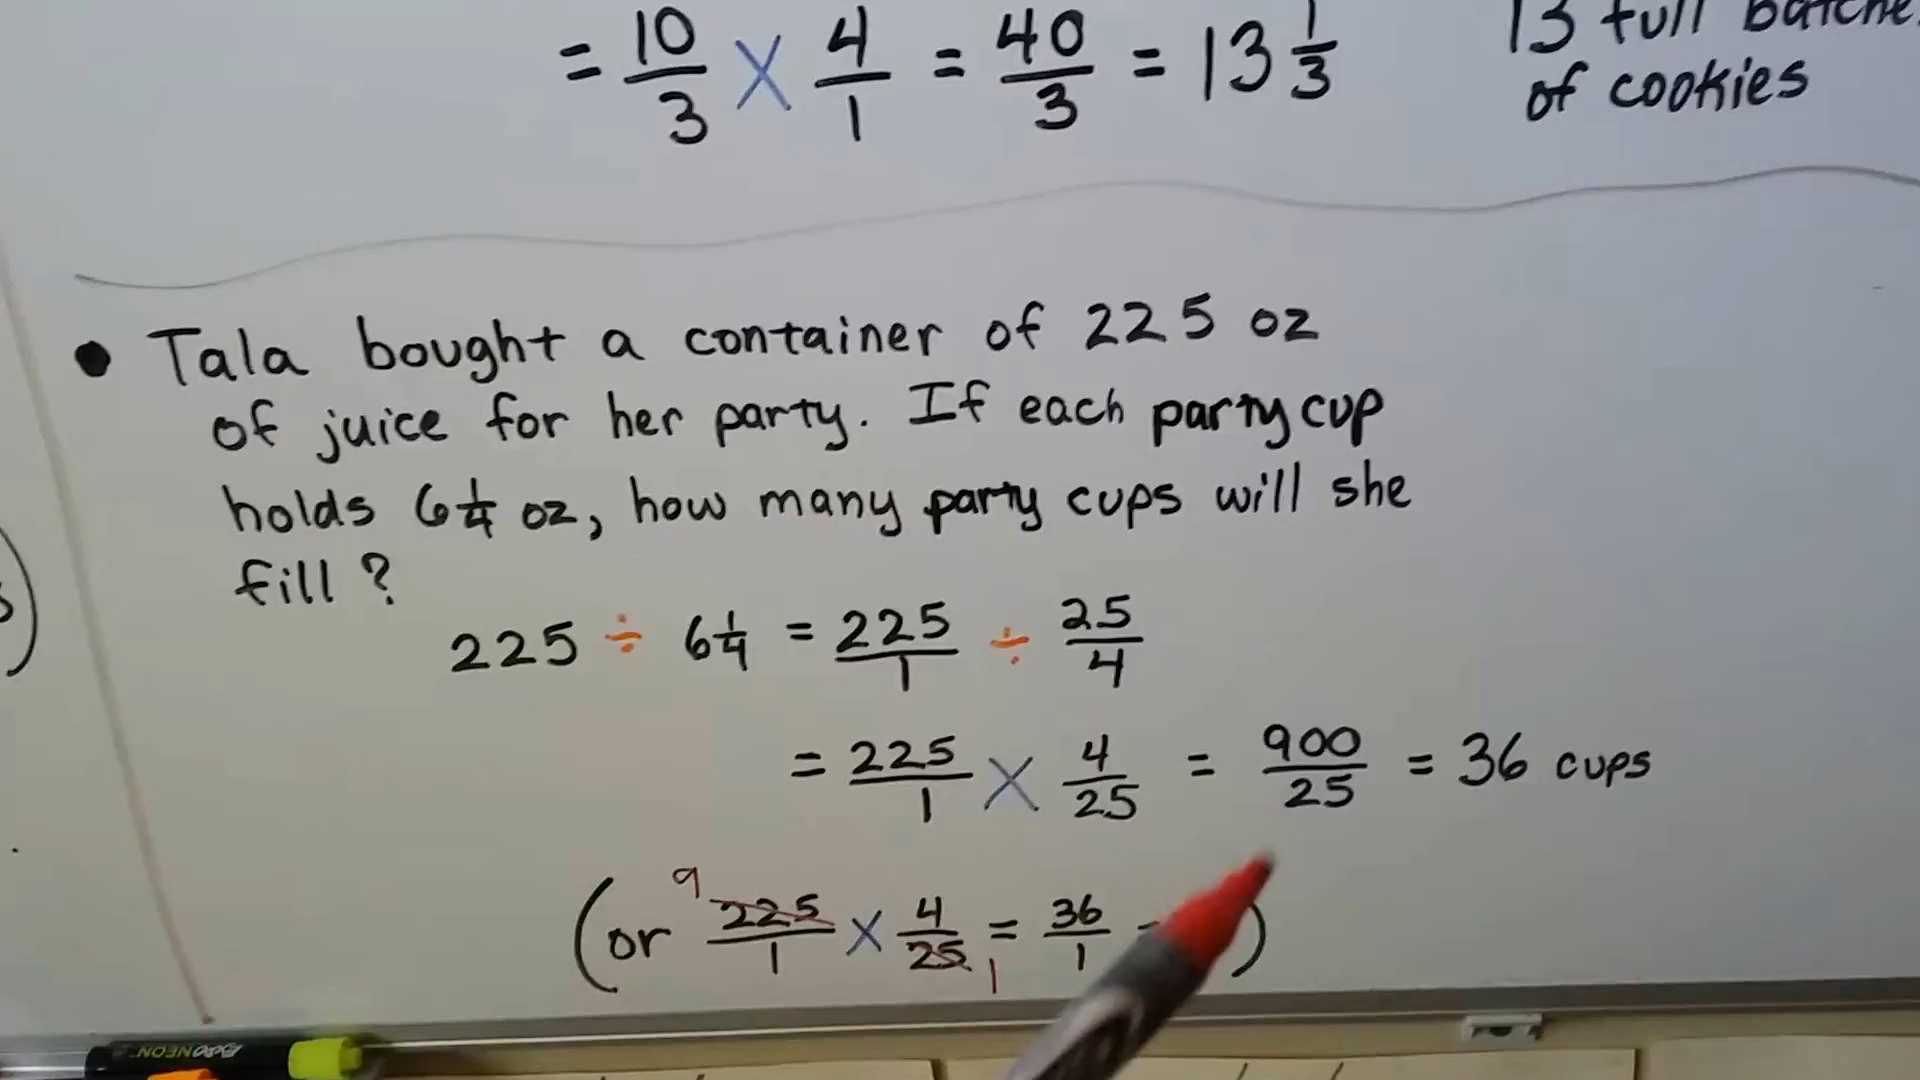 = 10/3 × 4/1 = 40/3 = 13 1/3
13 full
of cookies
• Tala bought a container of 225 oz
of juice for her party. If each party cup
holds 6 1/4 oz, how many party cups will she
fill?
225 ÷ 6 1/4 = 225/1 ÷ 25/4
= 225/1 × 4/25 = 900/25 = 36 cups
(or 9 225/1 × 4/25 1 = 36/1 )
NEON